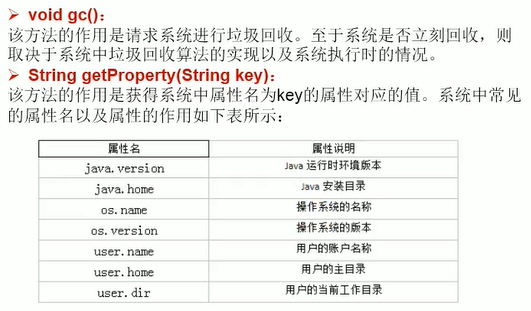 ➢ void gc()：
该方法的作用是请求系统进行垃圾回收。至于系统是否立刻回收，则
取决于系统中垃圾回收算法的实现以及系统执行时的情况。
➢ String getProperty(String key)：
该方法的作用是获得系统中属性名为key的属性对应的值。系统中常见
的属性名以及属性的作用如下表所示：
属性名 属性说明
java.version Java 运行时环境版本
java.home Java 安装目录
os.name 操作系统的名称
os.version 操作系统的版本
user.name 用户的账户名称
user.home 用户的主目录
user.dir 用户的当前工作目录